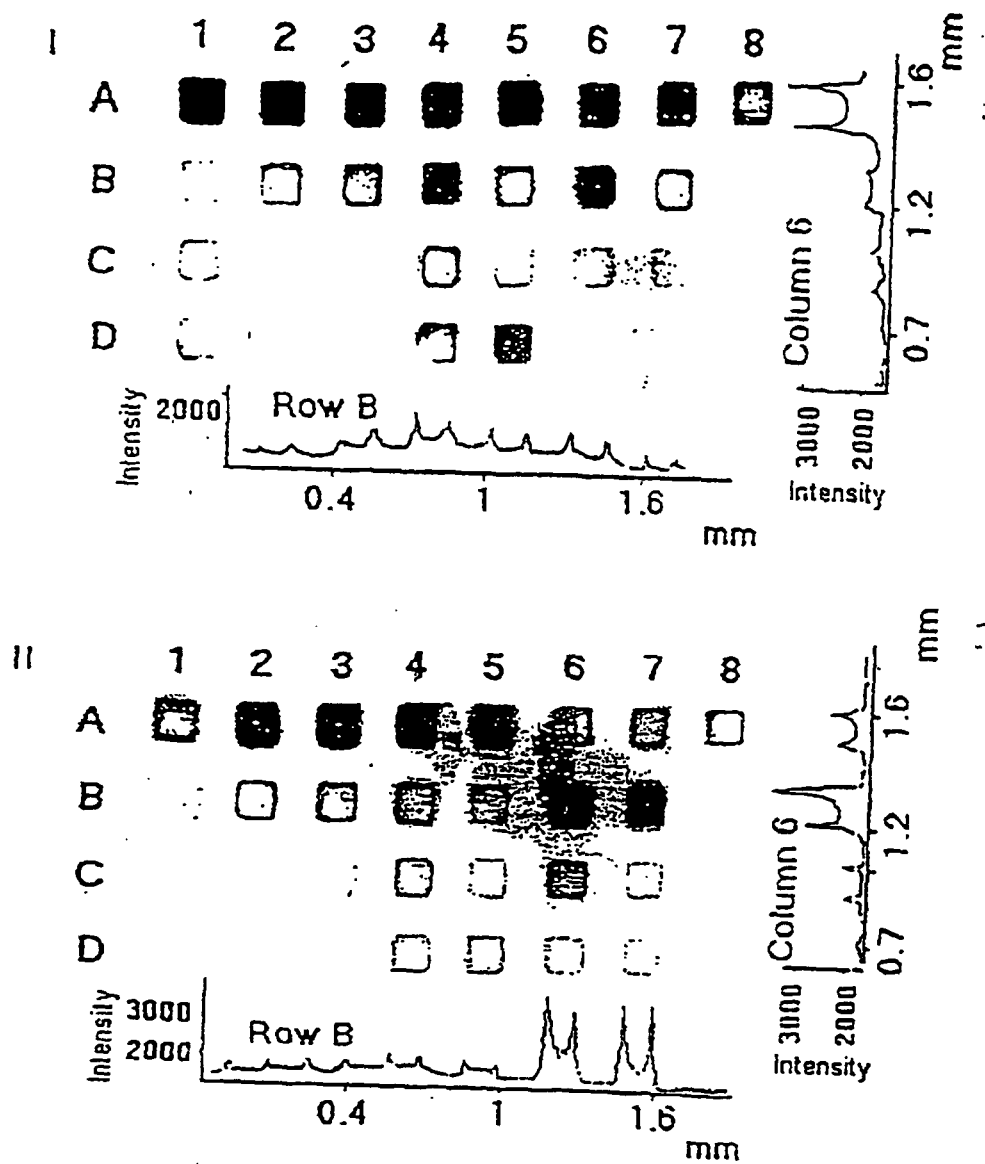 I 1 2 3 4 5 6 7 8
A
B
C
D
mm
1.6
1.2
0.7
Column 6
3000
2000
Intensity
Intensity
2000
Row B
0.4 1 1.6
mm
II 1 2 3 4 5 6 7 8
A
B
C
D
mm
1.6
1.2
0.7
Column 6
3000
2000
Intensity
Intensity
3000
2000
Row B
0.4 1 1.6
mm